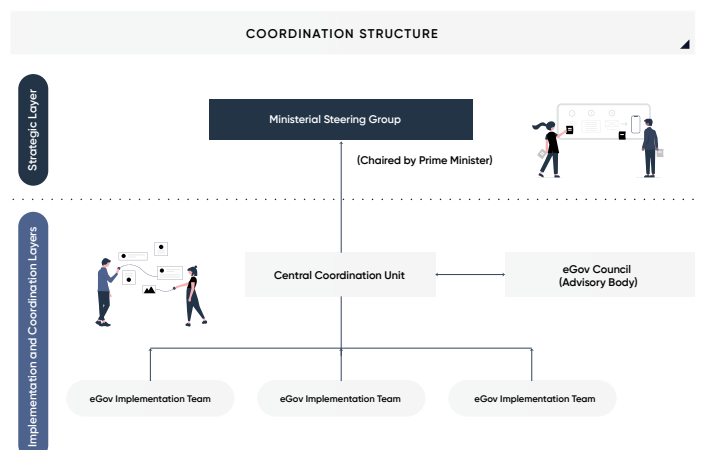 COORDINATION STRUCTURE
Strategic Layer
Ministerial Steering Group
(Chaired by Prime Minister)
Implementation and Coordination Layers
Central Coordination Unit
eGov Council
(Advisory Body)
eGov Implementation Team
eGov Implementation Team
eGov Implementation Team